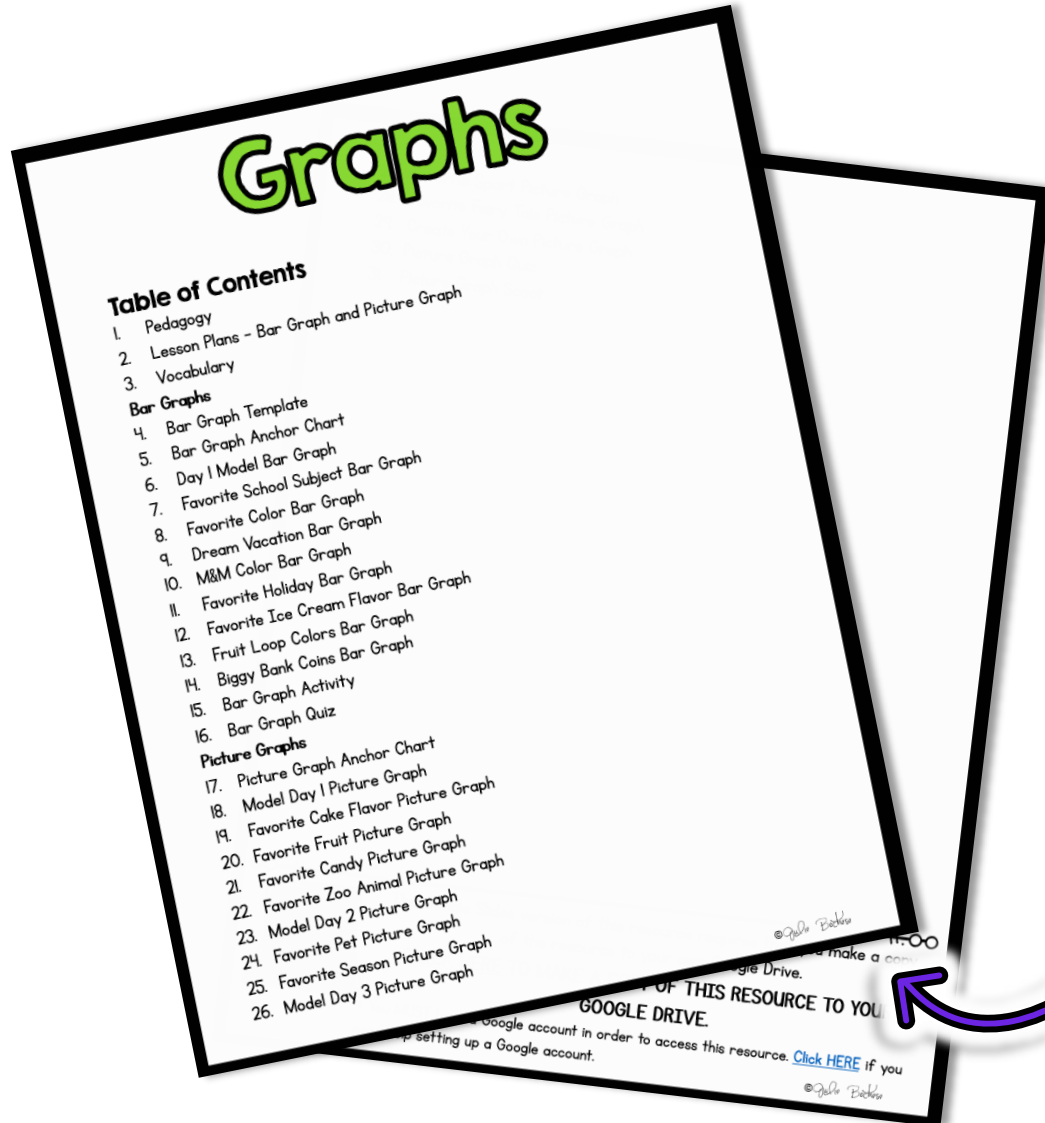 Graphs
Table of Contents
1. Pedagogy
2. Lesson Plans - Bar Graph and Picture Graph
3. Vocabulary
Bar Graphs
4. Bar Graph Template
5. Bar Graph Anchor Chart
6. Day 1 Model Bar Graph
7. Favorite School Subject Bar Graph
8. Favorite Color Bar Graph
9. Dream Vacation Bar Graph
10. M&M Color Bar Graph
11. Favorite Holiday Bar Graph
12. Favorite Ice Cream Flavor Bar Graph
13. Fruit Loop Colors Bar Graph
14. Biggy Bank Coins Bar Graph
15. Bar Graph Activity
16. Bar Graph Quiz
Picture Graphs
17. Picture Graph Anchor Chart
18. Model Day 1 Picture Graph
19. Favorite Cake Flavor Picture Graph
20. Favorite Fruit Picture Graph
21. Favorite Candy Picture Graph
22. Favorite Zoo Animal Picture Graph
23. Model Day 2 Picture Graph
24. Favorite Pet Picture Graph
25. Favorite Season Picture Graph
26. Model Day 3 Picture Graph
©
make a
Drive.
OF THIS RESOURCE TO
GOOGLE DRIVE.
Google account in order to access this resource. Click HERE if you
setting up a Google account.
©